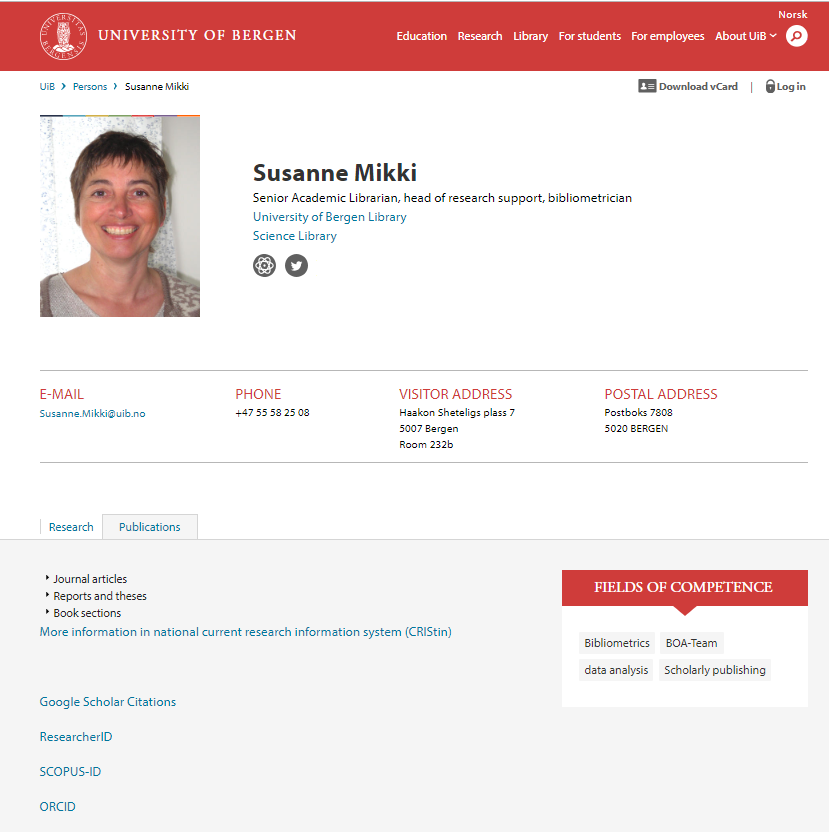 Norsk
UNIVERSITAS BERGENSIS
UNIVERSITY OF BERGEN
Education Research Library For students For employees About UiB
UiB Persons Susanne Mikki
Download vCard | Log in
Susanne Mikki
Senior Academic Librarian, head of research support, bibliometrician
University of Bergen Library
Science Library
E-MAIL
Susanne.Mikki@uib.no
PHONE
+47 55 58 25 08
VISITOR ADDRESS
Haakon Sheteligs plass 7
5007 Bergen
Room 232b
POSTAL ADDRESS
Postboks 7808
5020 BERGEN
Research Publications
Journal articles
Reports and theses
Book sections
More information in national current research information system (CRIStin)
Google Scholar Citations
ResearcherID
SCOPUS-ID
ORCID
FIELDS OF COMPETENCE
Bibliometrics BOA-Team
data analysis Scholarly publishing